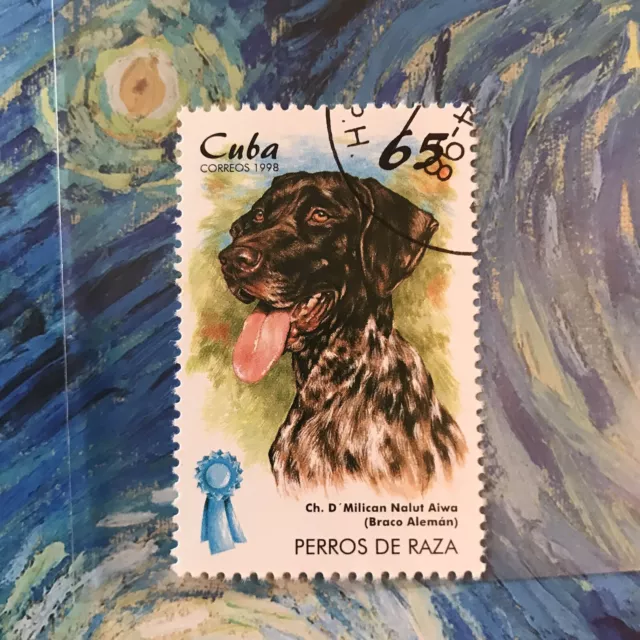 Cuba
CORREOS 1998
65
Ch. D´Milican Nalut Aiwa
(Braco Alemán)
PERROS DE RAZA